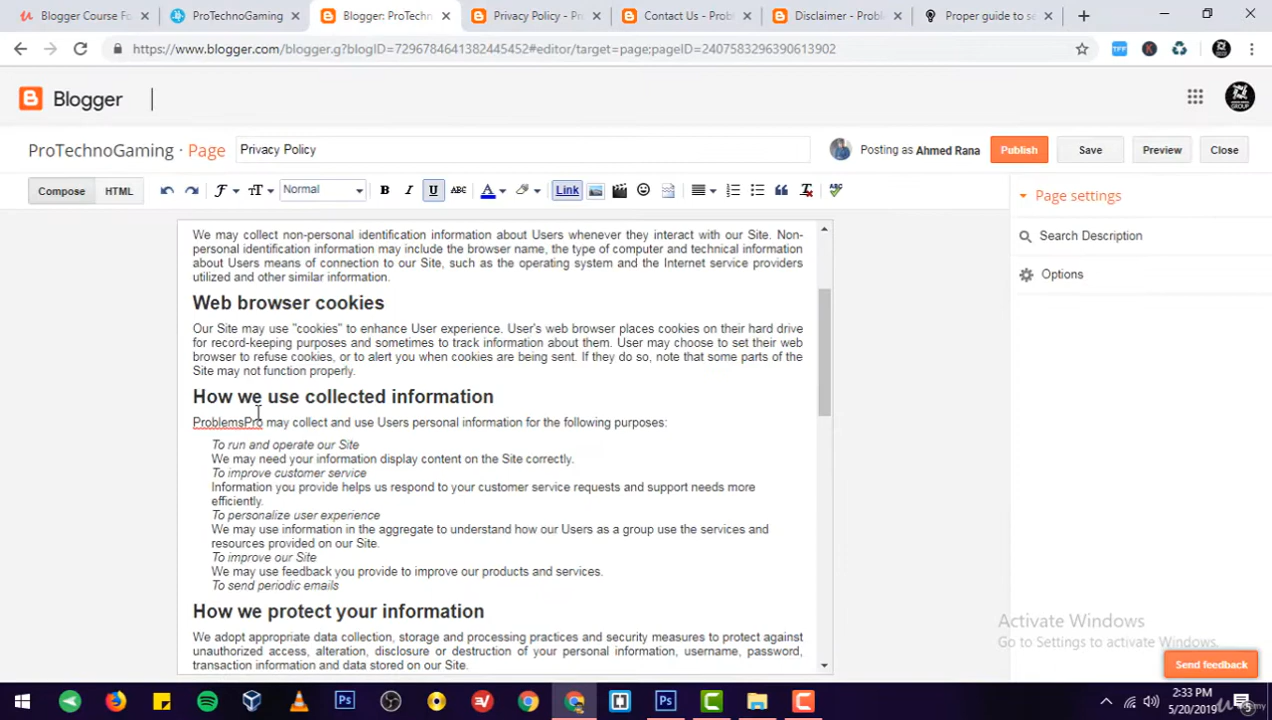 Blogger Course For
ProTechnoGaming
Blogger: ProTechn
Privacy Policy - Pr
Contact Us - Prob
Disclaimer - Probl
Proper guide to se
https://www.blogger.com/blogger.g?blogID=7296784641382445452#editor/target=page;pageID=2407583296390613902
Blogger
ProTechnoGaming · Page
Privacy Policy
Posting as Ahmed Rana
Publish
Save
Preview
Close
Compose
HTML
Normal
ABC
A
Link
Page settings
Search Description
Options
We may collect non-personal identification information about Users whenever they interact with our Site. Non-
personal identification information may include the browser name, the type of computer and technical information
about Users means of connection to our Site, such as the operating system and the Internet service providers
utilized and other similar information.
Web browser cookies
Our Site may use "cookies" to enhance User experience. User's web browser places cookies on their hard drive
for record-keeping purposes and sometimes to track information about them. User may choose to set their web
browser to refuse cookies, or to alert you when cookies are being sent. If they do so, note that some parts of the
Site may not function properly.
How we use collected information
ProblemsPro may collect and use Users personal information for the following purposes:
To run and operate our Site
We may need your information display content on the Site correctly.
To improve customer service
Information you provide helps us respond to your customer service requests and support needs more
efficiently.
To personalize user experience
We may use information in the aggregate to understand how our Users as a group use the services and
resources provided on our Site.
To improve our Site
We may use feedback you provide to improve our products and services.
To send periodic emails
How we protect your information
We adopt appropriate data collection, storage and processing practices and security measures to protect against
unauthorized access, alteration, disclosure or destruction of your personal information, username, password,
transaction information and data stored on our Site.
Activate Windows
Go to Settings to activate Windows.
Send feedback
2:33 PM
5/20/2019